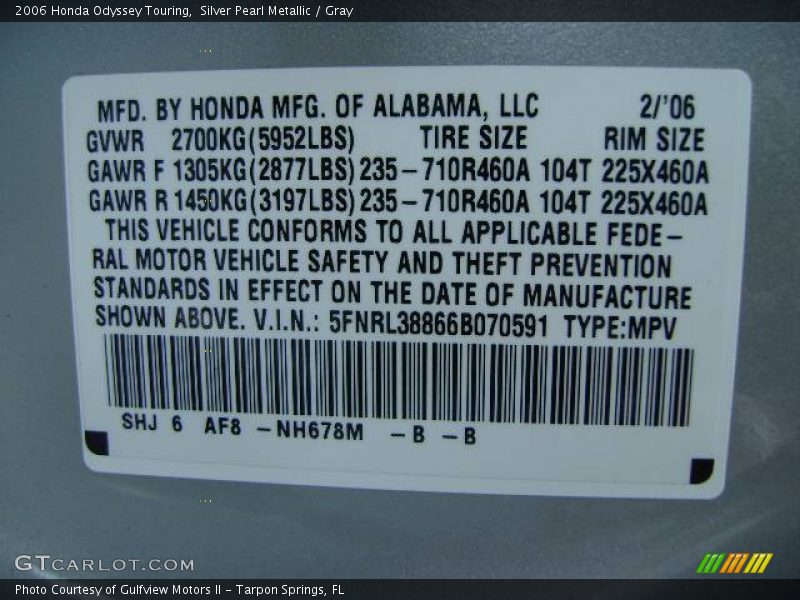 2006 Honda Odyssey Touring,  Silver Pearl Metallic / Gray
MFD. BY HONDA MFG. OF ALABAMA, LLC 2/'06
GVWR 2700KG(5952LBS) TIRE SIZE RIM SIZE
GAWR F 1305KG(2877LBS) 235-710R460A 104T 225X460A
GAWR R 1450KG(3197LBS) 235-710R460A 104T 225X460A
THIS VEHICLE CONFORMS TO ALL APPLICABLE FEDE-
RAL MOTOR VEHICLE SAFETY AND THEFT PREVENTION
STANDARDS IN EFFECT ON THE DATE OF MANUFACTURE
SHOWN ABOVE. V.I.N.: 5FNRL38866B070591 TYPE:MPV
SHJ 6 AF8 -NH678M -B -B
GTCARLOT.COM
Photo Courtesy of Gulfview Motors II - Tarpon Springs, FL